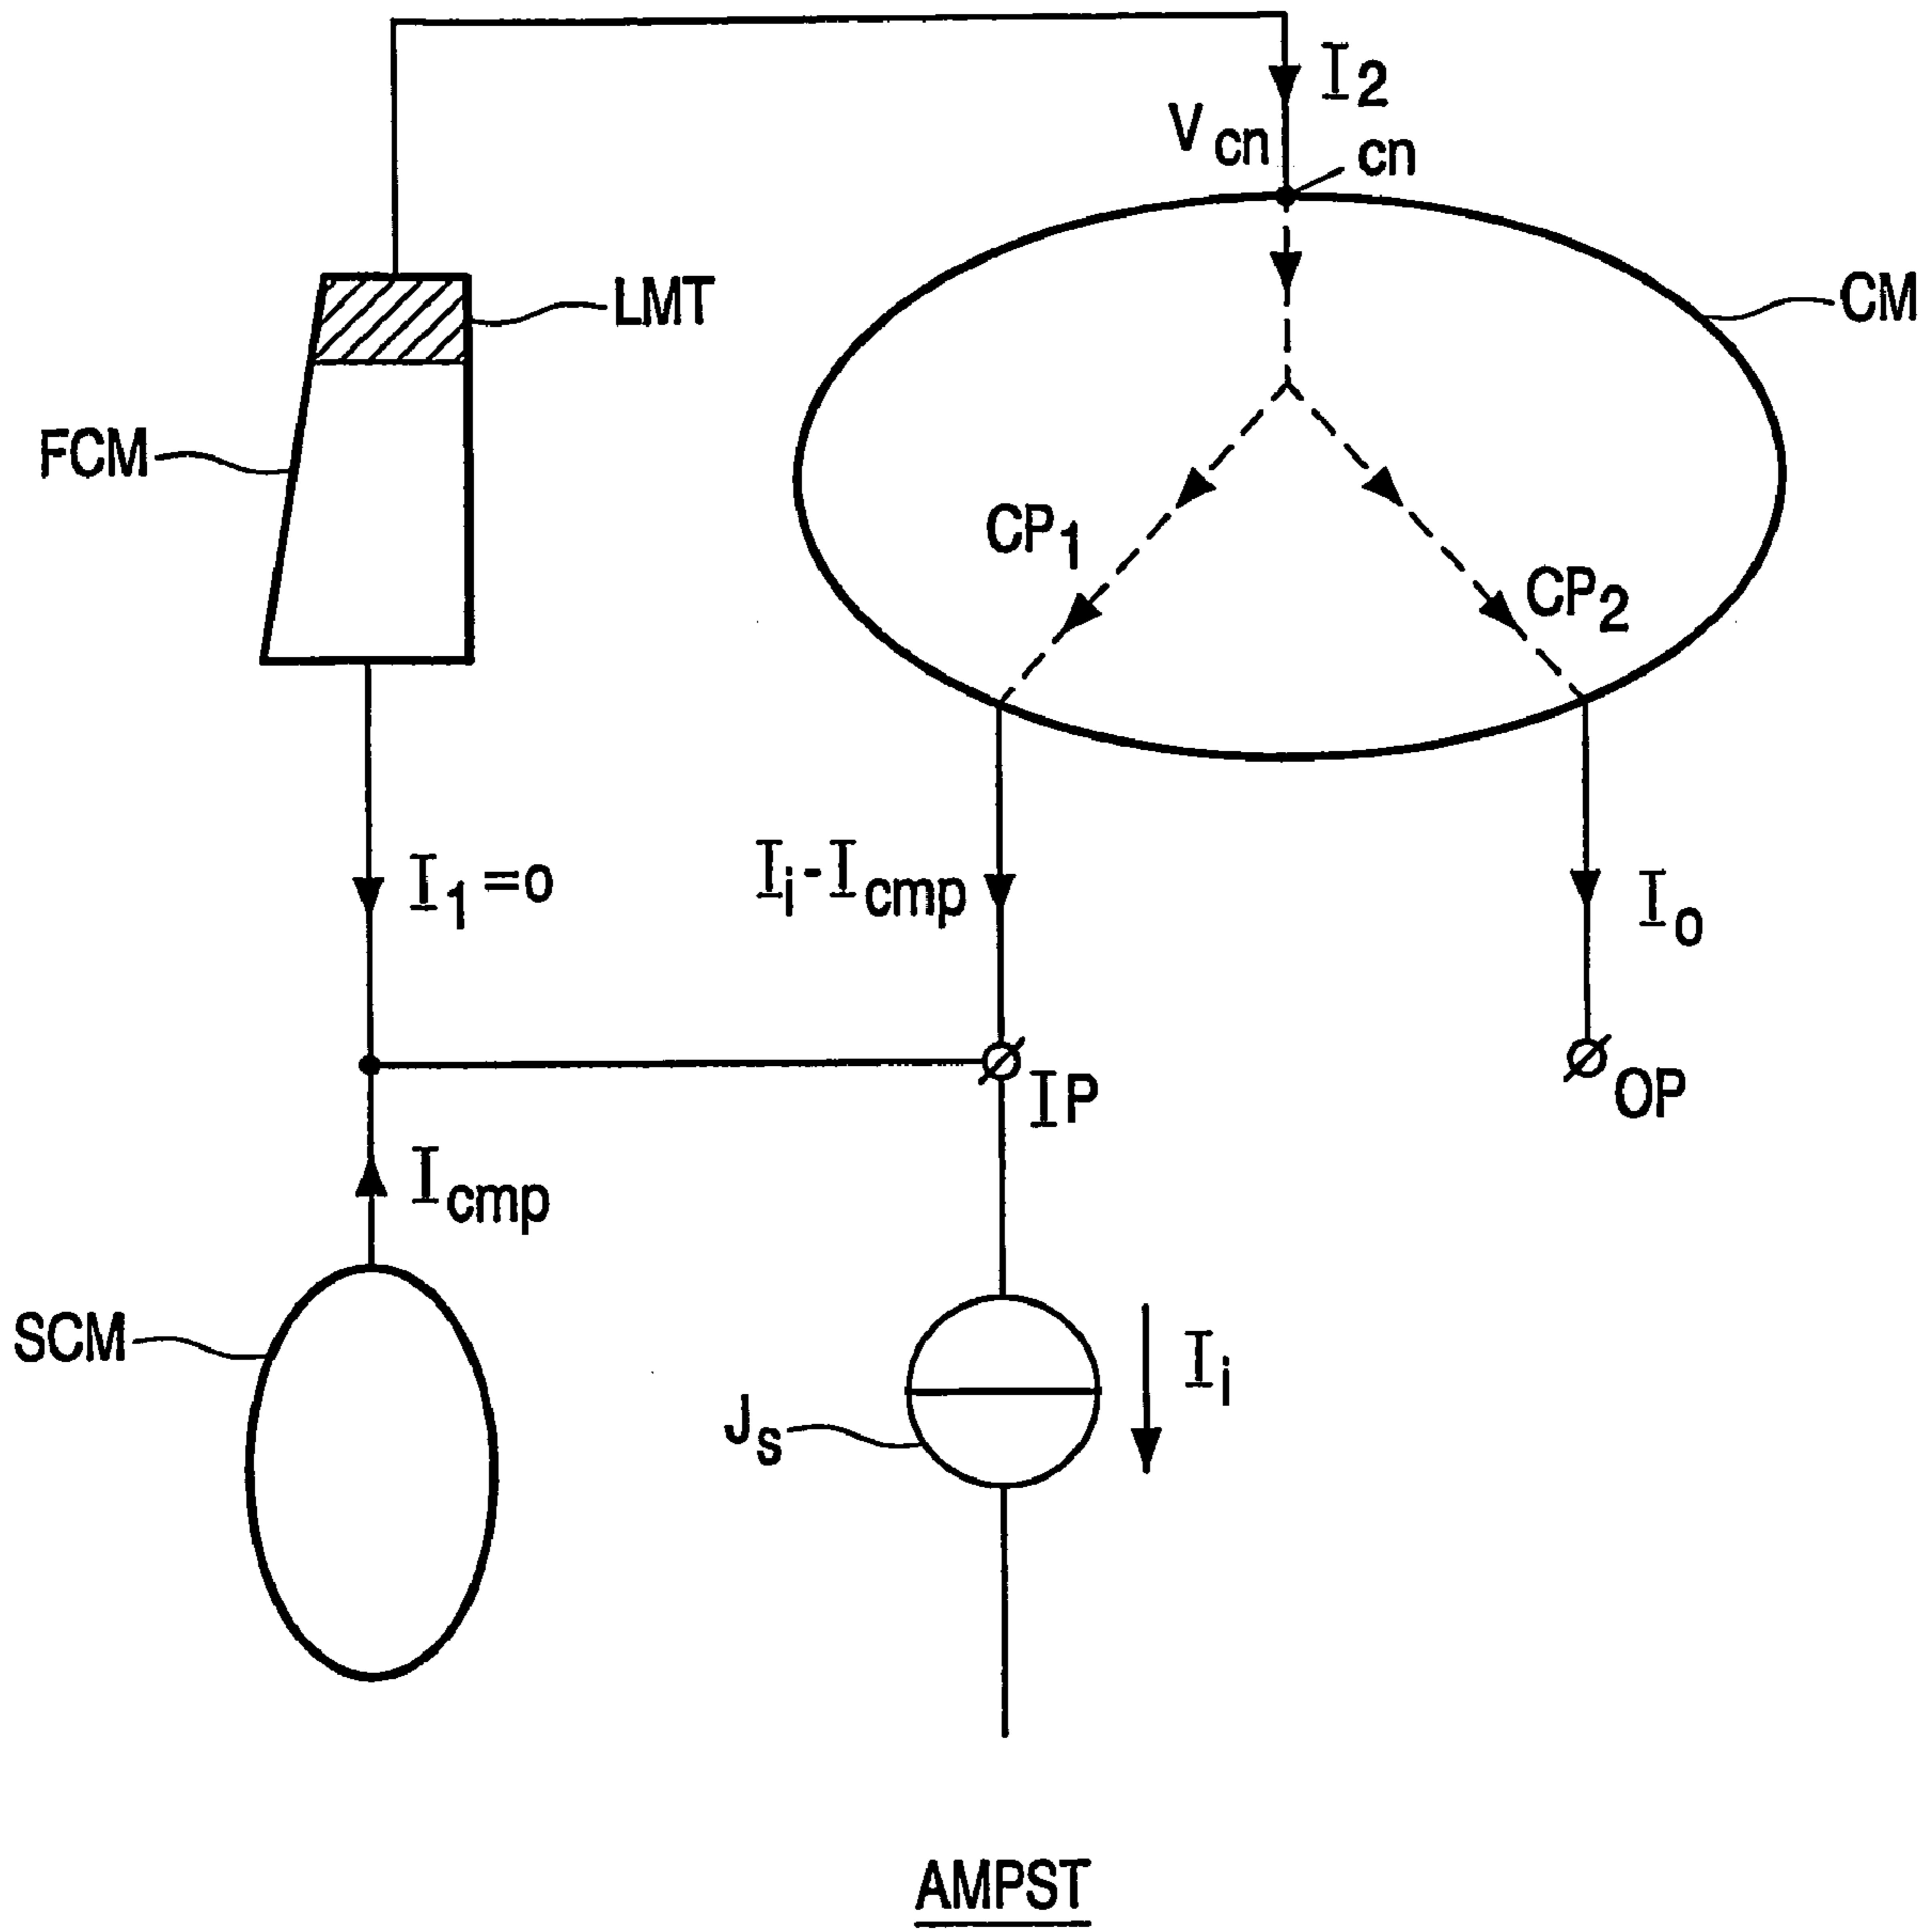 I2
Vcn
cn
LMT
CM
FCM
CP1
CP2
I1=0
Ii-Icmp
Io
IP
OP
Icmp
SCM
Ii
Js
AMPST